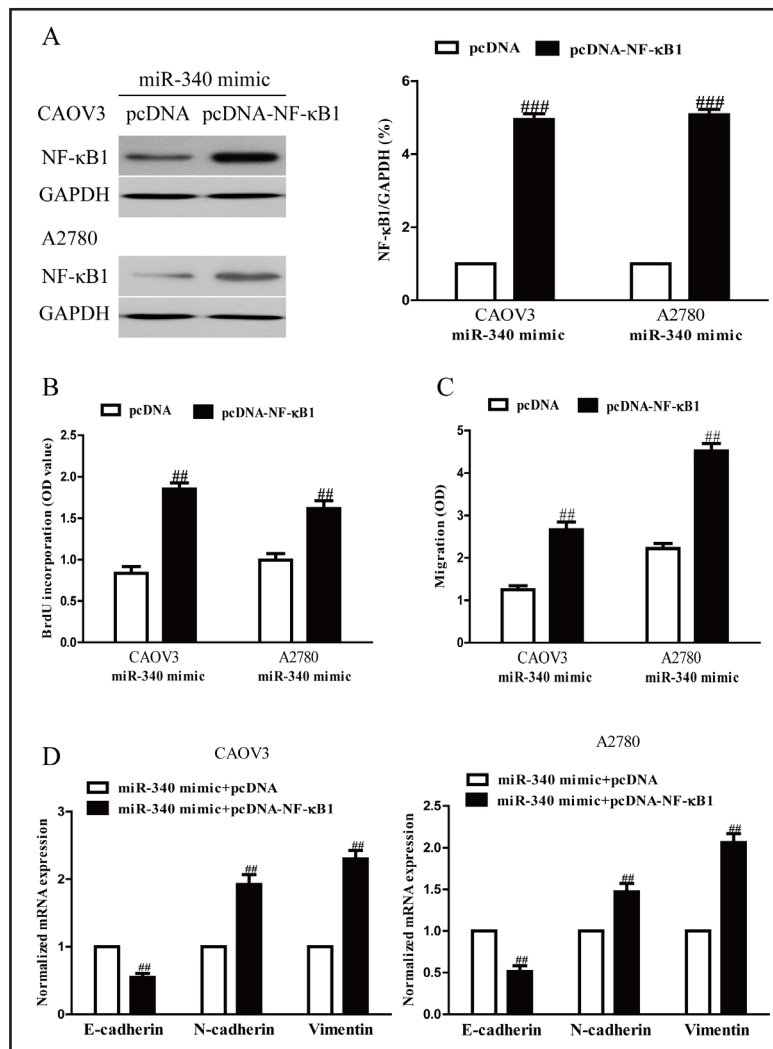 A
miR-340 mimic
CAOV3 pcDNA pcDNA-NF-κB1
NF-κB1
GAPDH
A2780
NF-κB1
GAPDH
pcDNA pcDNA-NF-κB1
NF-κB1/GAPDH (%)
6
4
2
0
### ###
CAOV3 A2780
miR-340 mimic miR-340 mimic
B
pcDNA pcDNA-NF-κB1
BrdU incorporation (OD value)
2.5
2.0
1.5
1.0
0.5
0.0
## ##
CAOV3 A2780
miR-340 mimic miR-340 mimic
C
pcDNA pcDNA-NF-κB1
Migration (OD)
5
4
3
2
1
0
## ##
CAOV3 A2780
miR-340 mimic miR-340 mimic
D
CAOV3
miR-340 mimic+pcDNA
miR-340 mimic+pcDNA-NF-κB1
Normalized mRNA expression
3
2
1
0
## ## ##
E-cadherin N-cadherin Vimentin
A2780
miR-340 mimic+pcDNA
miR-340 mimic+pcDNA-NF-κB1
Normalized mRNA expression
2.5
2.0
1.5
1.0
0.5
0.0
## ## ##
E-cadherin N-cadherin Vimentin